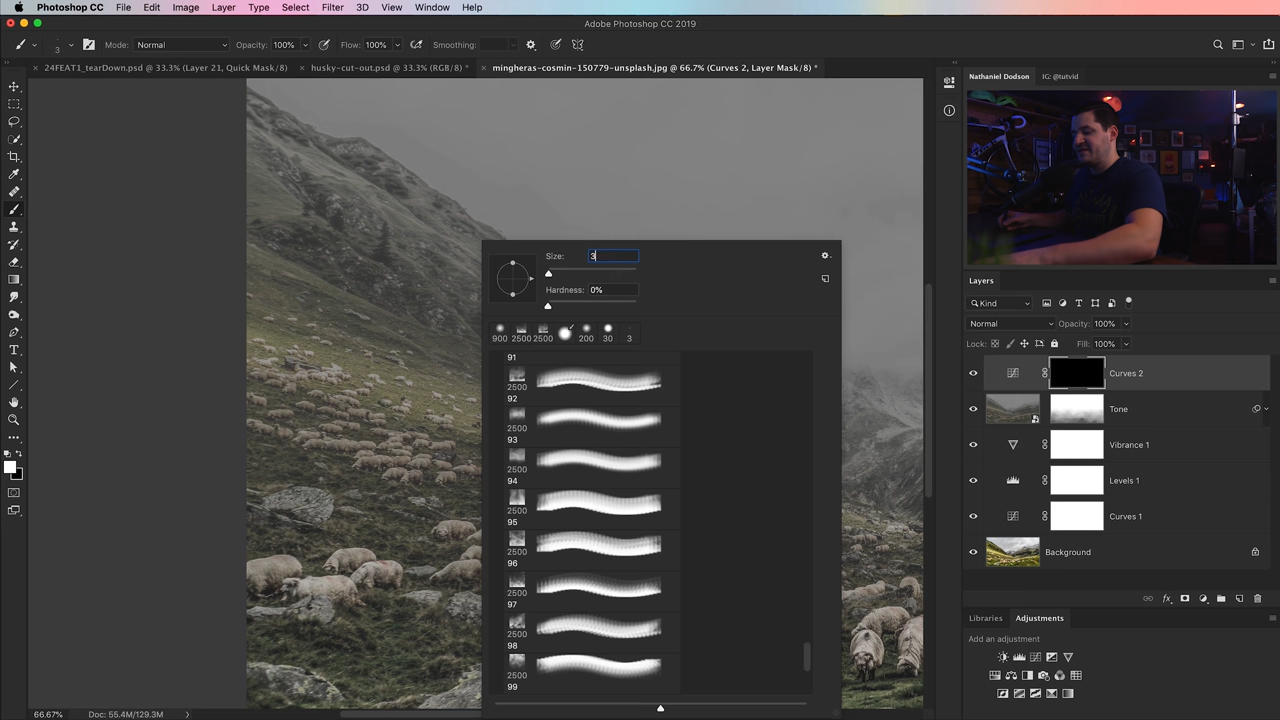 Photoshop CC File Edit Image Layer Type Select Filter 3D View Window Help
Adobe Photoshop CC 2019
3 Mode: Normal Opacity: 100% Flow: 100% Smoothing:
24FEAT1_tearDown.psd @ 33.3% (Layer 21, Quick Mask/8) husky-cut-out.psd @ 33.3% (RGB/8) * mingheras-cosmin-150779-unsplash.jpg @ 66.7% (Curves 2, Layer Mask/8) *
Nathaniel Dodson IG: @tutvid
Size: 3
Hardness: 0%
900 2500 2500 200 30 3
91
2500
92
2500
93
2500
94
2500
95
2500
96
2500
97
2500
98
2500
99
Layers
Kind
Normal Opacity: 100%
Lock: Fill: 100%
Curves 2
Tone
Vibrance 1
Levels 1
Curves 1
Background
fx
Libraries Adjustments
Add an adjustment
66.67% Doc: 55.4M/129.3M